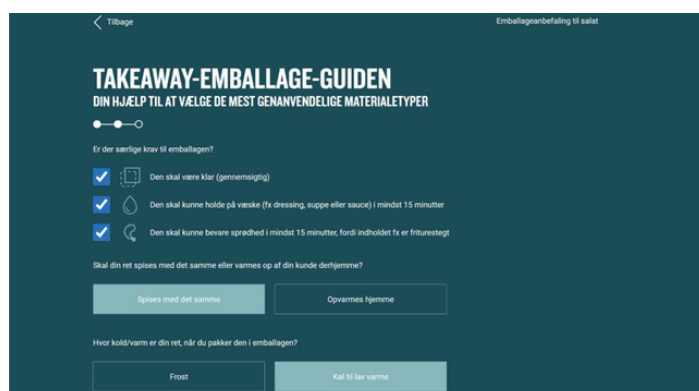 Tilbage
Emballageanbefaling til salat
TAKEAWAY-EMBALLAGE-GUIDEN
DIN HJÆLP TIL AT VÆLGE DE MEST GENANVENDELIGE MATERIALETYPER
Er der særlige krav til emballagen?
Den skal være klar (gennemsigtig)
Den skal kunne holde på væske (fx dressing, suppe eller sauce) i mindst 15 minutter
Den skal kunne bevare sprødhed i mindst 15 minutter, fordi indholdet fx er friturestegt
Skal din ret spises med det samme eller varmes op af din kunde derhjemme?
Spises med det samme
Opvarmes hjemme
Hvor kold/varm er din ret, når du pakker den i emballagen?
Frost
Køl til lav varme